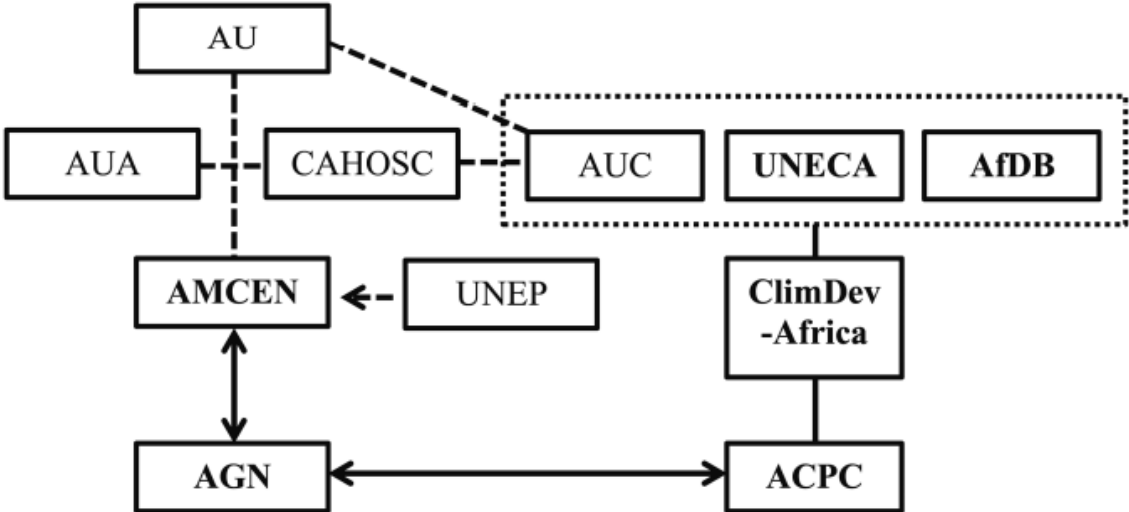 AU
AUA
CAHOSC
AUC
UNECA
AfDB
AMCEN
UNEP
ClimDev
-Africa
AGN
ACPC